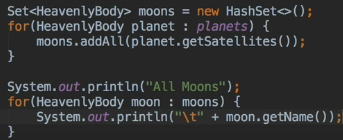 Set<HeavenlyBody> moons = new HashSet<>();
for(HeavenlyBody planet : planets) {
    moons.addAll(planet.getSatellites());
}

System.out.println("All Moons");
for(HeavenlyBody moon : moons) {
    System.out.println("\t" + moon.getName());
}